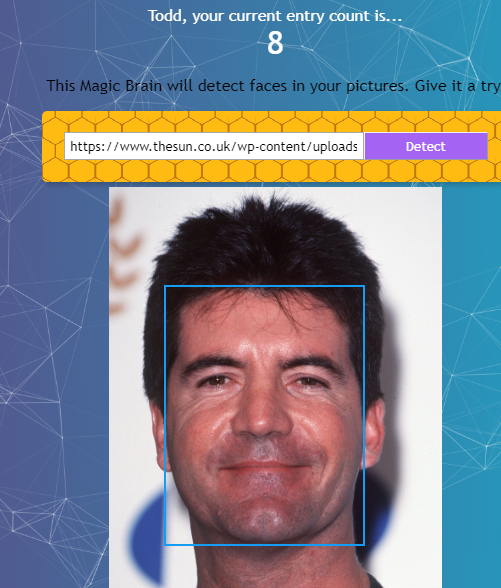 Todd, your current entry count is...
8
This Magic Brain will detect faces in your pictures. Give it a try
https://www.thesun.co.uk/wp-content/uploads
Detect